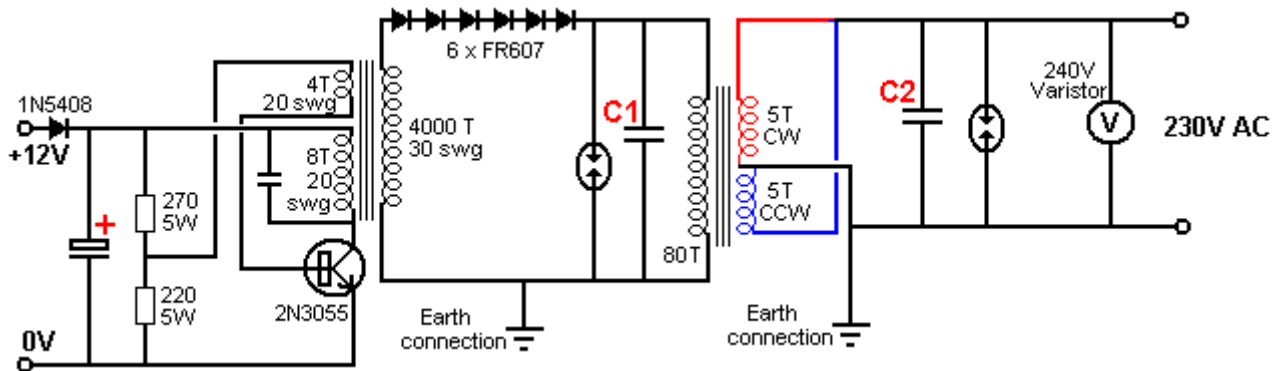 6 x FR607
1N5408
+12V
4T
20 swg
8T
20
swg
4000 T
30 swg
270
5W
+
220
5W
2N3055
0V
Earth
connection
C1
80T
5T
CW
5T
CCW
Earth
connection
C2
240V
Varistor
V
230V AC